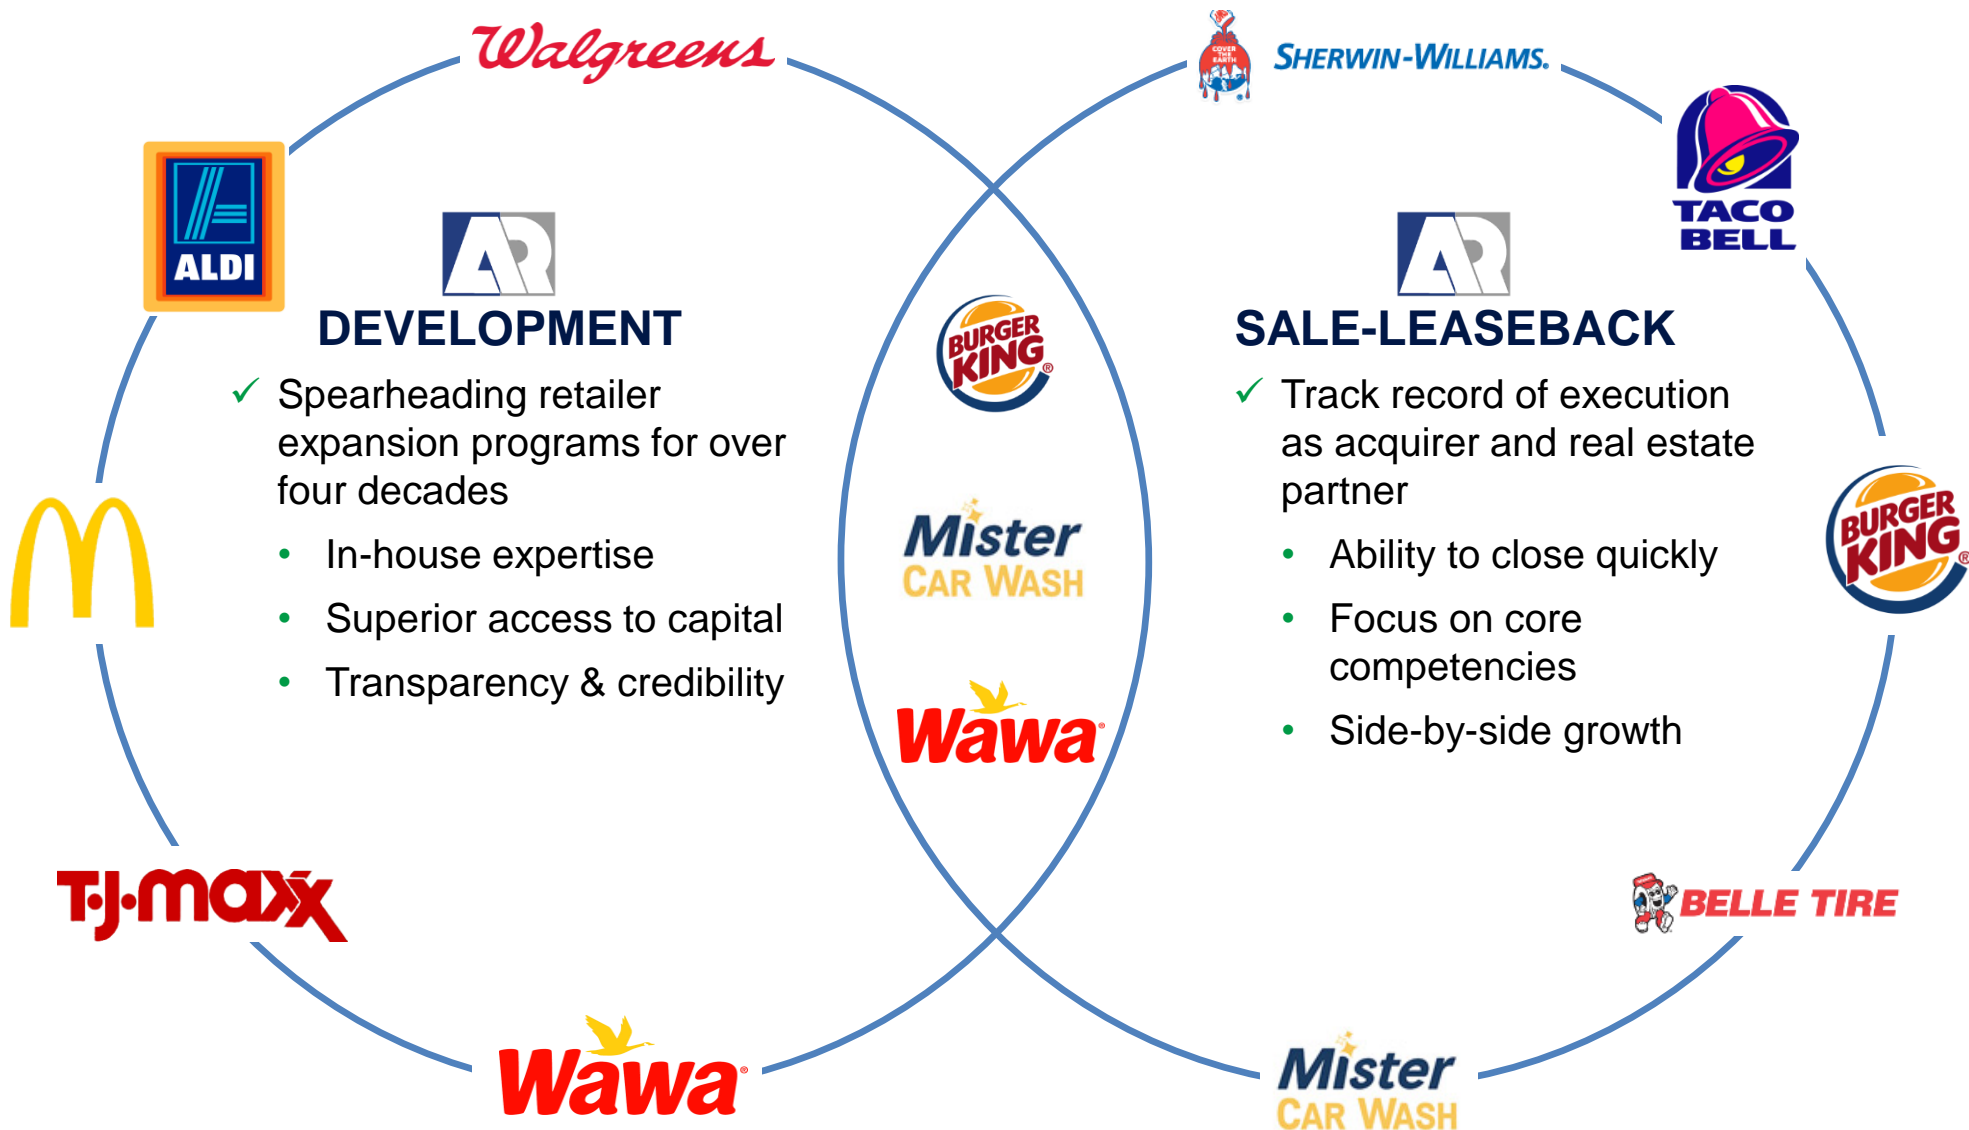 Walgreens
COVER
THE
EARTH
SHERWIN-WILLIAMS.
ALDI
TACO
BELL
AR
DEVELOPMENT
✓ Spearheading retailer
expansion programs for over
four decades
• In-house expertise
• Superior access to capital
• Transparency & credibility
T·J·maxx
Wawa®
BURGER
KING®
Mister
CAR WASH
Wawa®
AR
SALE-LEASEBACK
✓ Track record of execution
as acquirer and real estate
partner
• Ability to close quickly
• Focus on core
competencies
• Side-by-side growth
BURGER
KING®
BELLE TIRE
Mister
CAR WASH